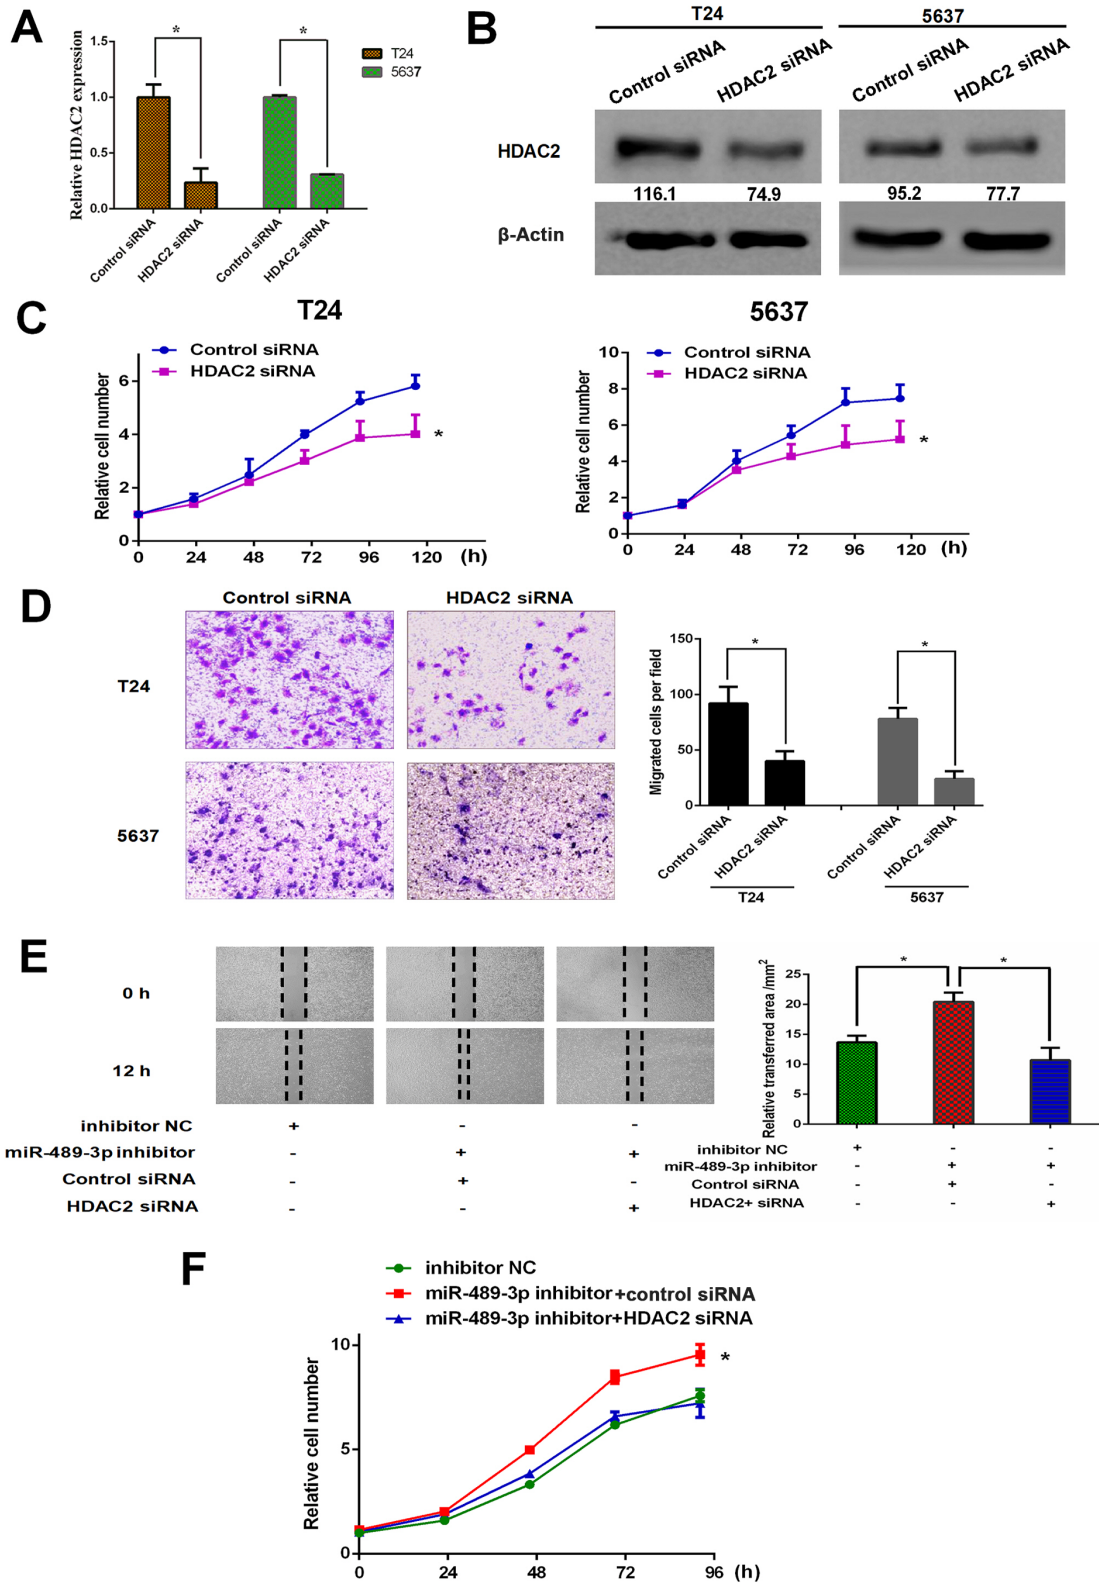 A
Relative HDAC2 expression
1.5
1.0
0.5
0.0
*
*
T24
5637
Control siRNA
HDAC2 siRNA
Control siRNA
HDAC2 siRNA
B
T24
5637
Control siRNA
HDAC2 siRNA
Control siRNA
HDAC2 siRNA
HDAC2
116.1
74.9
95.2
77.7
β-Actin
C
T24
Control siRNA
HDAC2 siRNA
Relative cell number
6
4
2
0
*
0 24 48 72 96 120 (h)
5637
Control siRNA
HDAC2 siRNA
Relative cell number
10
8
6
4
2
0
*
0 24 48 72 96 120 (h)
D
Control siRNA
HDAC2 siRNA
T24
5637
Migrated cells per field
150
100
50
0
*
*
Control siRNA
HDAC2 siRNA
Control siRNA
HDAC2 siRNA
T24
5637
E
0 h
12 h
inhibitor NC + - -
miR-489-3p inhibitor - + +
Control siRNA - + -
HDAC2 siRNA - - +
Relative transferred area /mm2
25
20
15
10
5
0
*
*
inhibitor NC + - -
miR-489-3p inhibitor - + +
Control siRNA - + -
HDAC2+ siRNA - - +
F
inhibitor NC
miR-489-3p inhibitor+control siRNA
miR-489-3p inhibitor+HDAC2 siRNA
Relative cell number
10
5
0
*
0 24 48 72 96 (h)